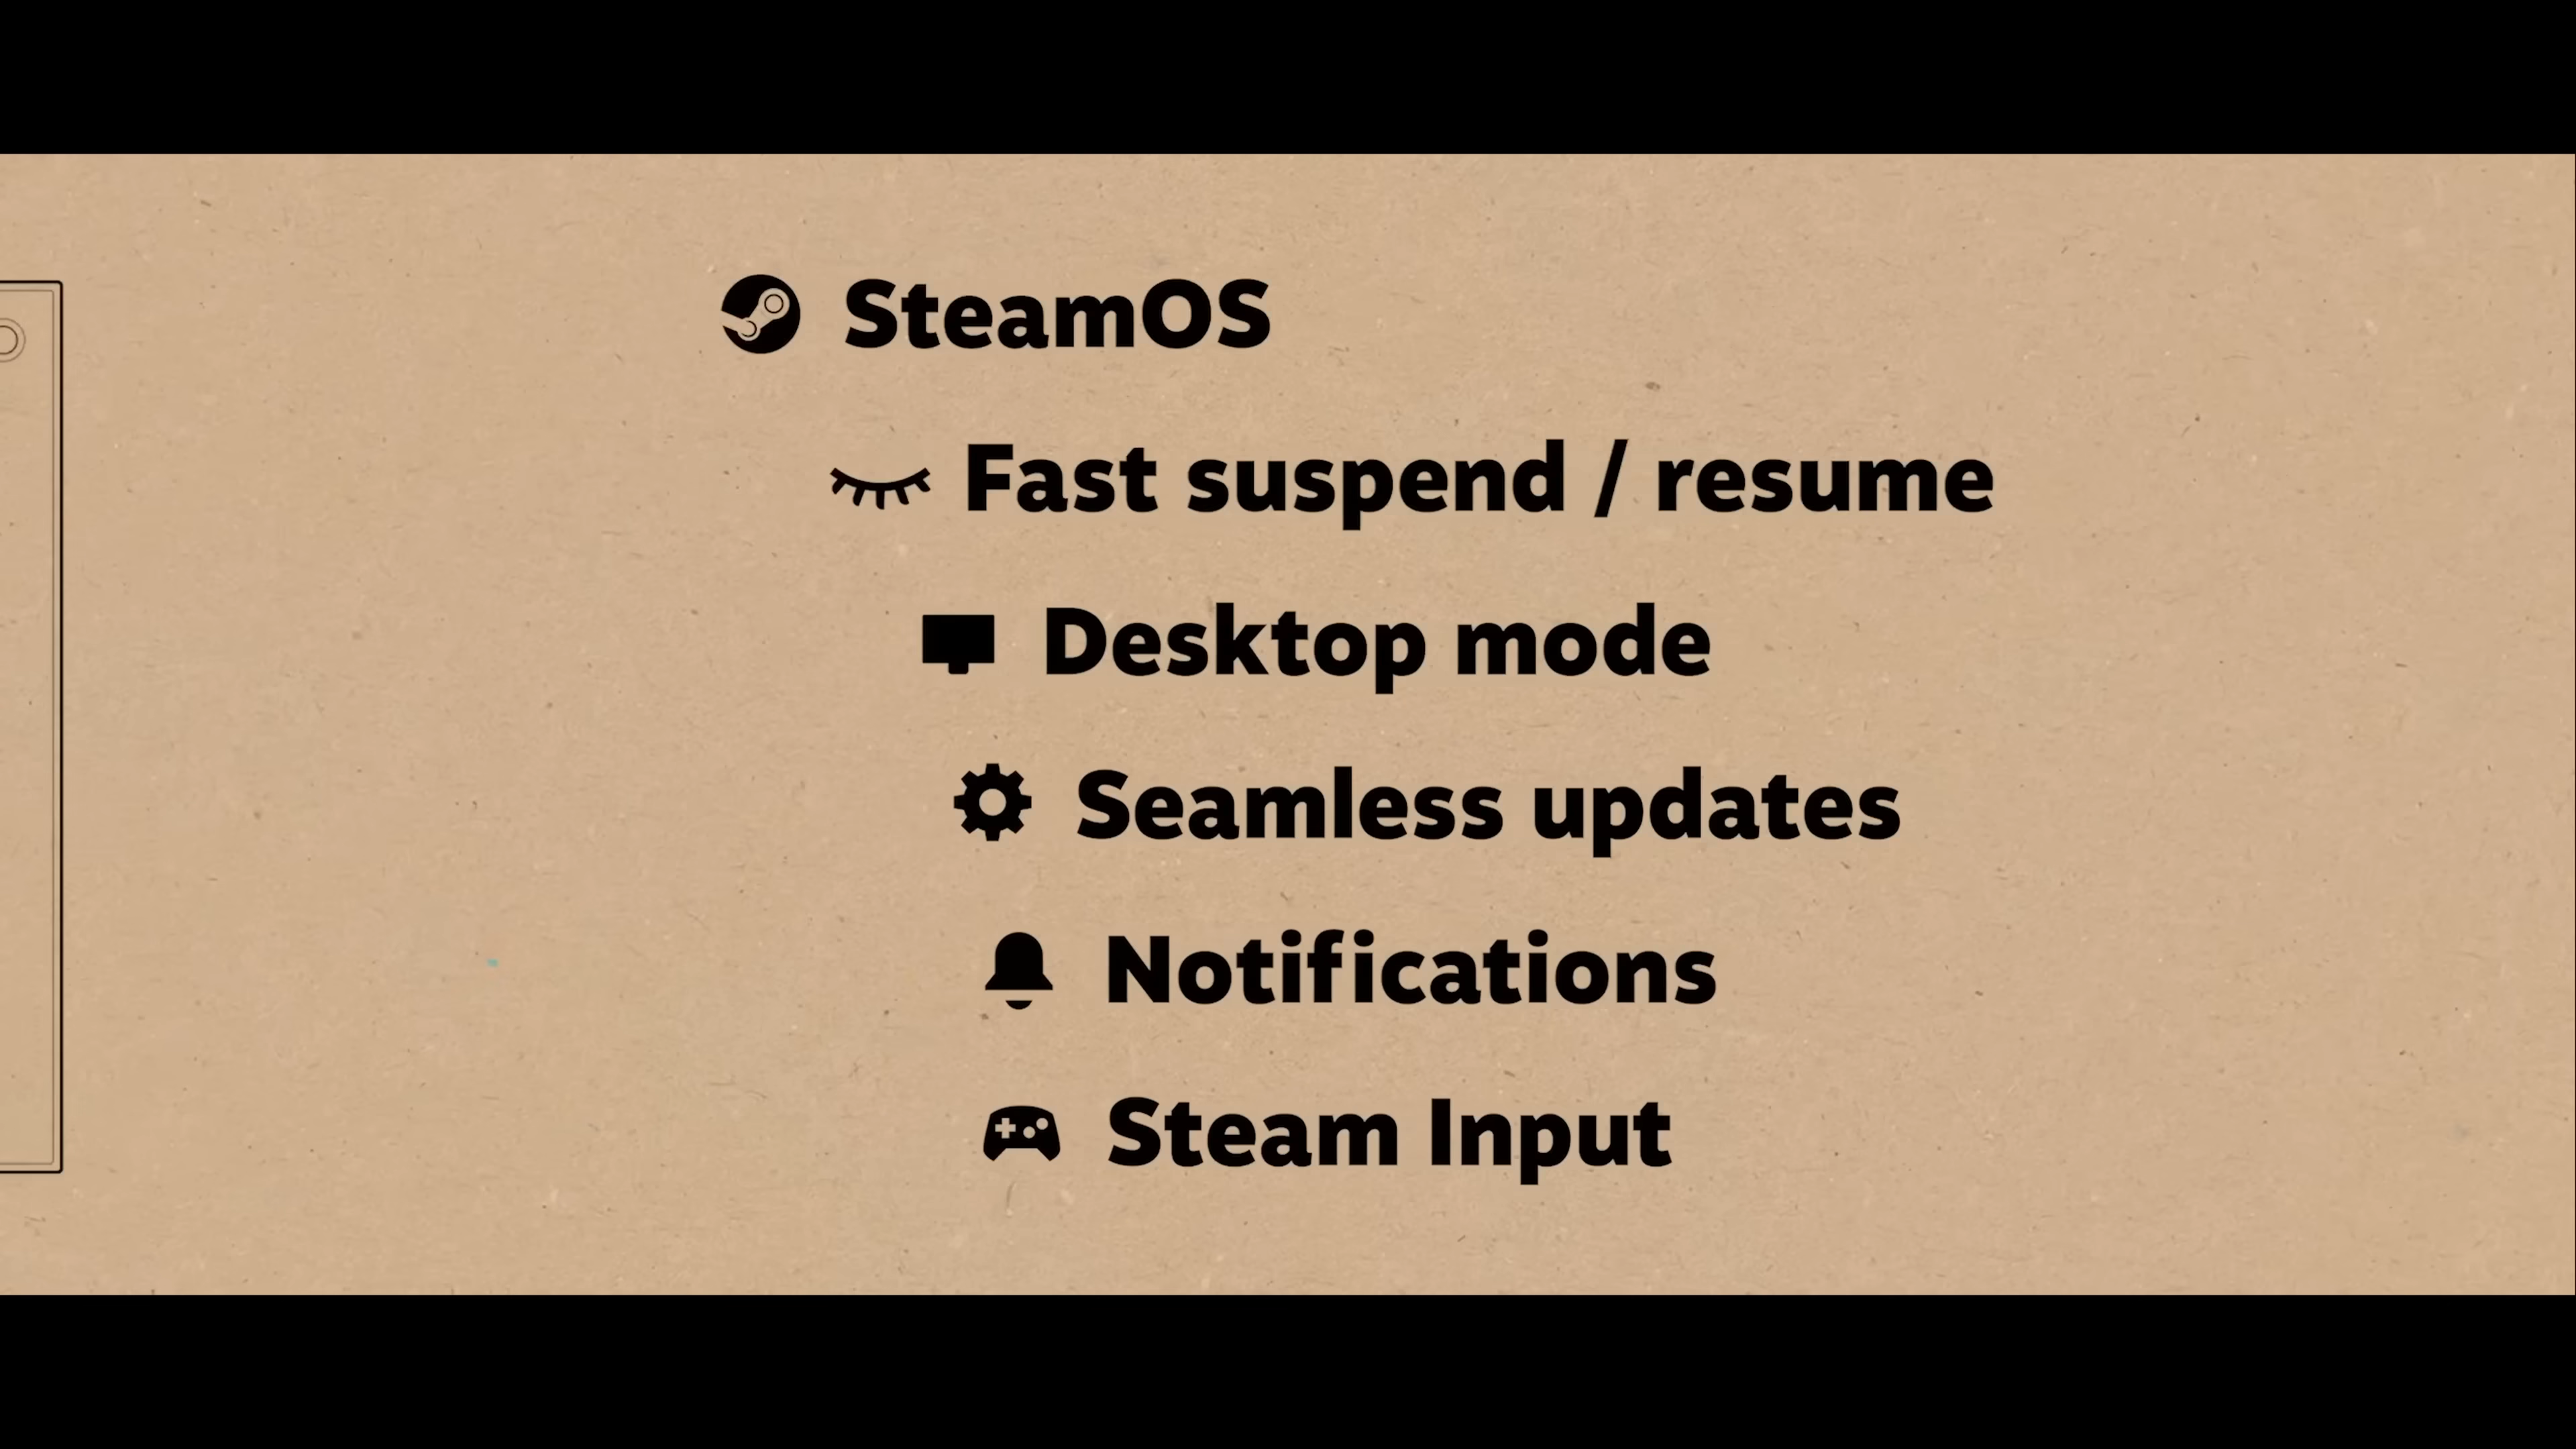 SteamOS
Fast suspend / resume
Desktop mode
Seamless updates
Notifications
Steam Input